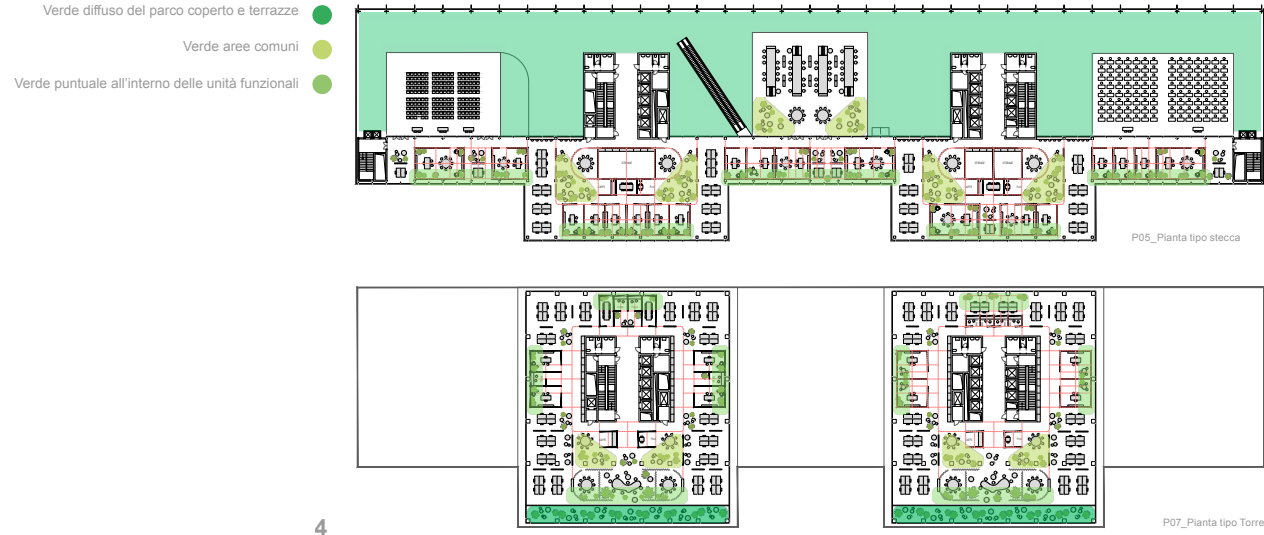 Verde diffuso del parco coperto e terrazze
Verde aree comuni
Verde puntuale all'interno delle unità funzionali
P05_Pianta tipo stecca
P07_Pianta tipo Torre
4